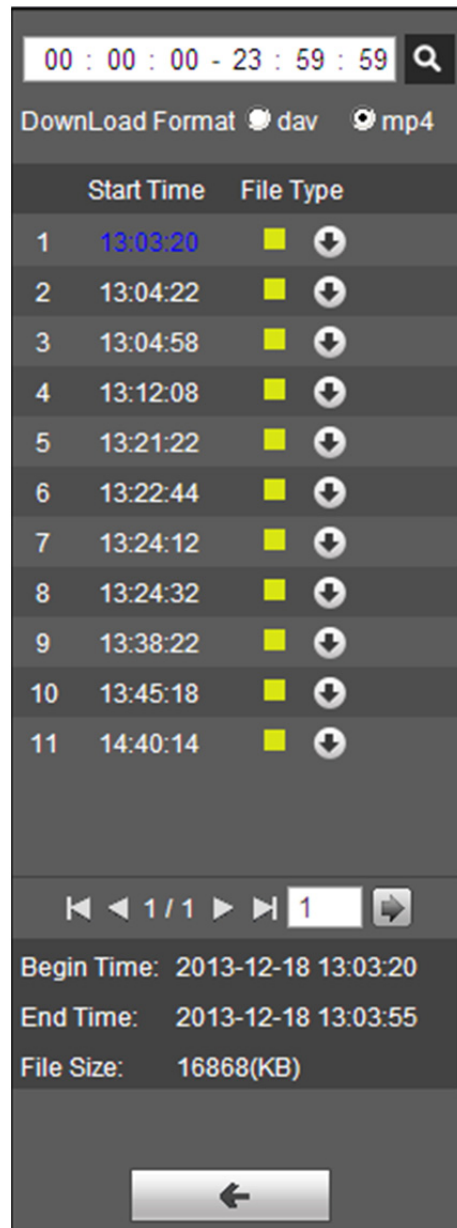 00 : 00 : 00 - 23 : 59 : 59
DownLoad Format dav mp4
Start Time File Type
1 13:03:20
2 13:04:22
3 13:04:58
4 13:12:08
5 13:21:22
6 13:22:44
7 13:24:12
8 13:24:32
9 13:38:22
10 13:45:18
11 14:40:14
1 / 1 1
Begin Time: 2013-12-18 13:03:20
End Time: 2013-12-18 13:03:55
File Size: 16868(KB)